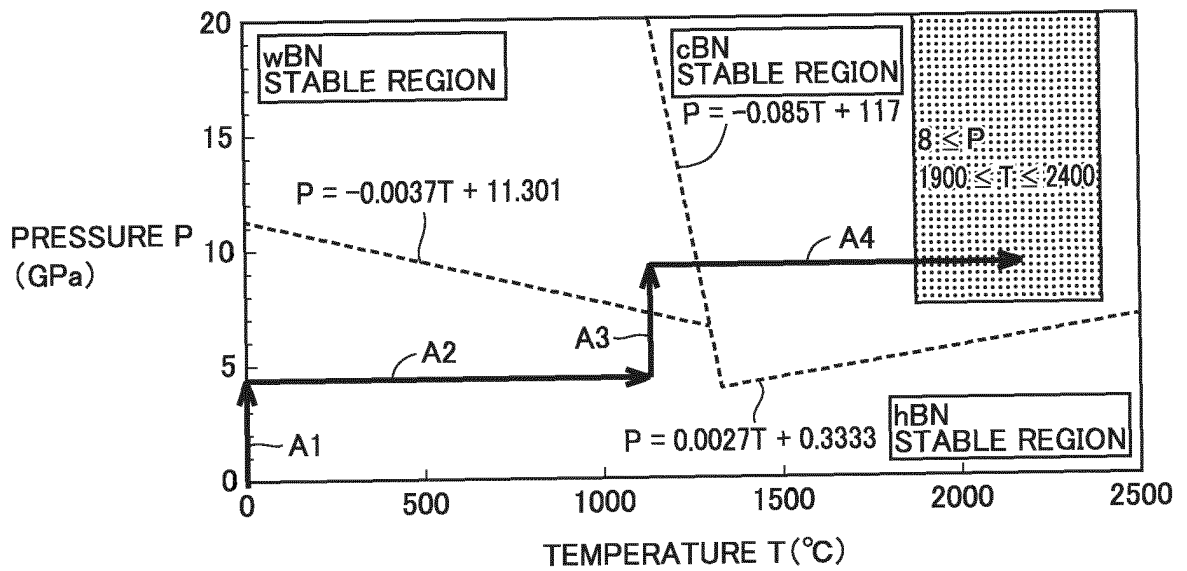 20
15
10
5
0
PRESSURE P
(GPa)
wBN
STABLE REGION
cBN
STABLE REGION
P = −0.085T + 117
8 ≦ P
1900 ≦ T ≦ 2400
P = −0.0037T + 11.301
A4
A3
A2
A1
hBN
STABLE REGION
P = 0.0027T + 0.3333
0
500
1000
1500
2000
2500
TEMPERATURE T(°C)